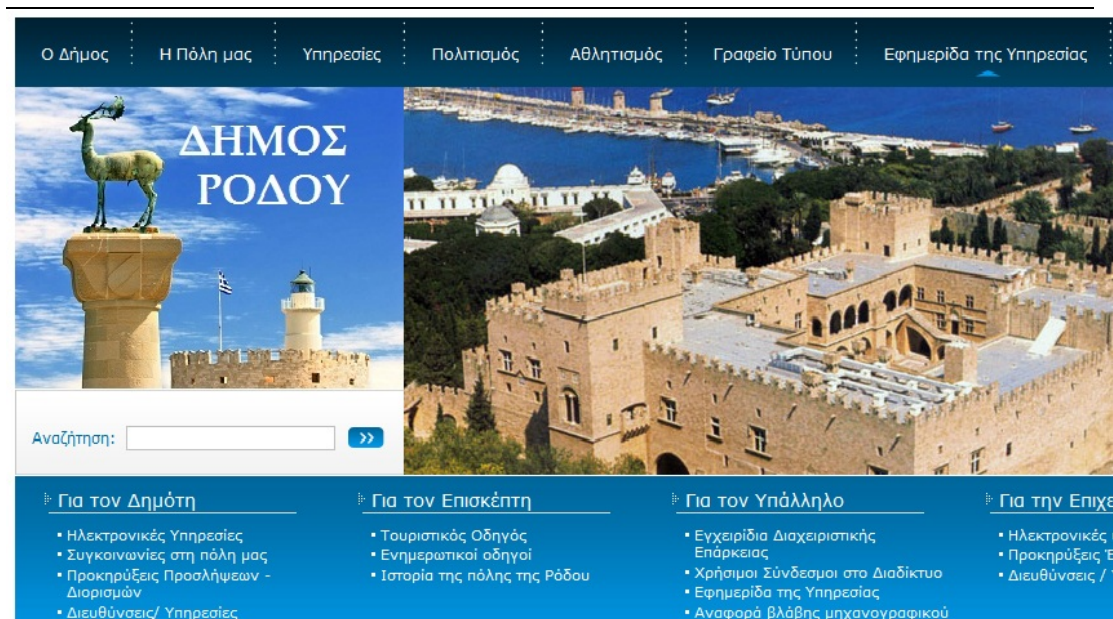 Ο Δήμος Η Πόλη μας Υπηρεσίες Πολιτισμός Αθλητισμός Γραφείο Τύπου Εφημερίδα της Υπηρεσίας
ΔΗΜΟΣ
ΡΟΔΟΥ
Αναζήτηση:
Για τον Δημότη
Ηλεκτρονικές Υπηρεσίες
Συγκοινωνίες στη πόλη μας
Προκηρύξεις Προσλήψεων -
Διορισμών
Διευθύνσεις/ Υπηρεσίες
Για τον Επισκέπτη
Τουριστικός Οδηγός
Ενημερωτικοί οδηγοί
Ιστορία της πόλης της Ρόδου
Για τον Υπάλληλο
Εγχειρίδια Διαχειριστικής
Επάρκειας
Χρήσιμοι Σύνδεσμοι στο Διαδίκτυο
Εφημερίδα της Υπηρεσίας
Αναφορά βλάβης μηχανογραφικού
Για την
Ηλεκτρονικές
Προκηρύξεις
Διευθύνσεις /